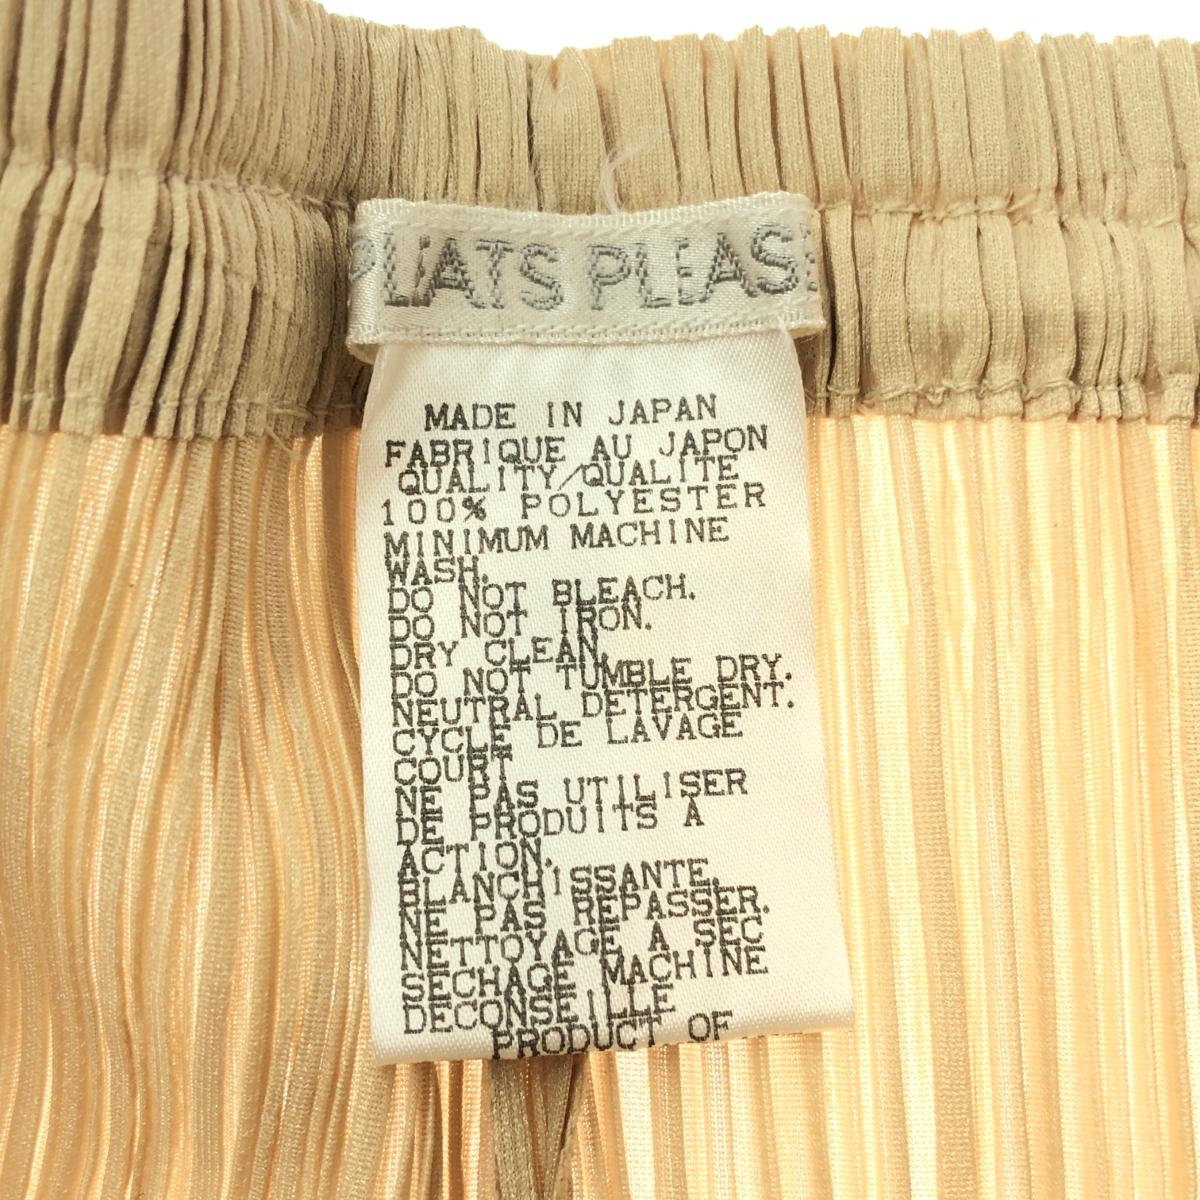 PLEATS PLEASE
MADE IN JAPAN
FABRIQUE AU JAPON
QUALITY/QUALITE
100% POLYESTER
MINIMUM MACHINE
WASH.
DO NOT BLEACH.
DO NOT IRON.
DRY CLEAN.
DO NOT TUMBLE DRY.
NEUTRAL DETERGENT.
CYCLE DE LAVAGE
COURT
NE PAS UTILISER
DE PRODUITS A
ACTION.
BLANCHISSANTE.
NE PAS REPASSER.
NETTOYAGE A SEC
SECHAGE MACHINE
DECONSEILLE
PRODUCT OF